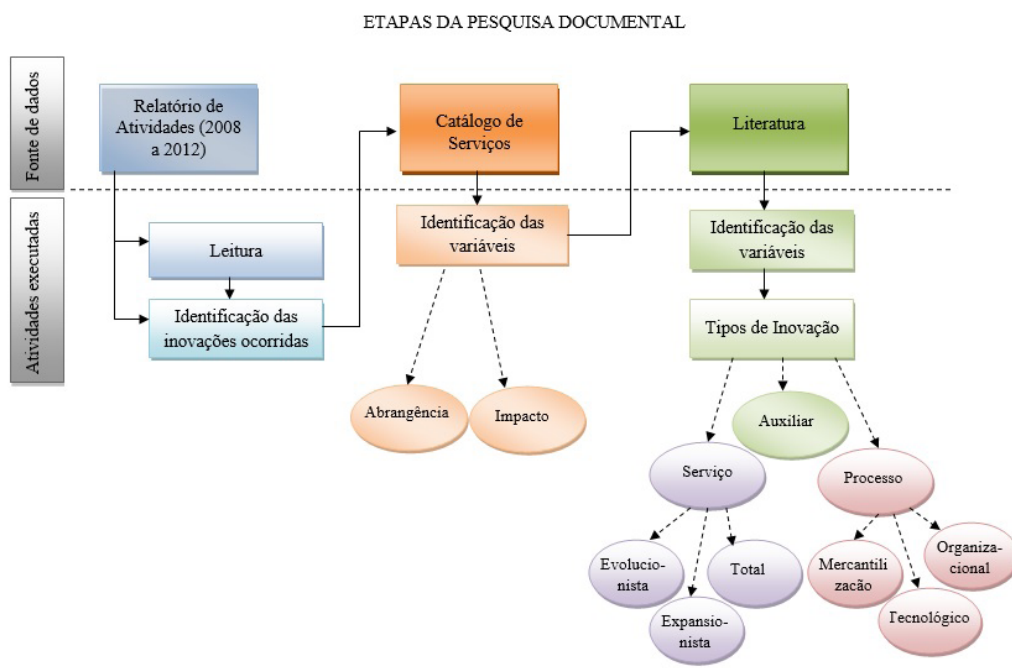 ETAPAS DA PESQUISA DOCUMENTAL
Fonte de dados
Relatório de
Atividades (2008
a 2012)
Catálogo de
Serviços
Literatura
Atividades executadas
Leitura
Identificação das
inovações ocorridas
Identificação das
variáveis
Abrangência
Impacto
Identificação das
variáveis
Tipos de Inovação
Auxiliar
Serviço
Processo
Evolucio-
nista
Expansio-
nista
Total
Mercantili
zacão
Tecnológico
Organiza-
cional